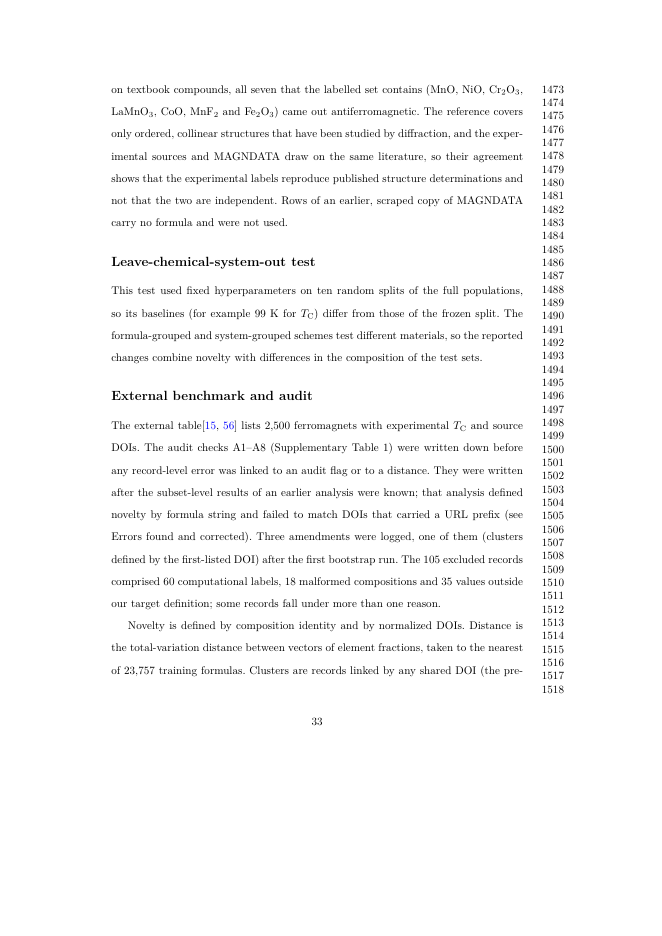 on textbook compounds, all seven that the labelled set contains (MnO, NiO, Cr₂O₃,
LaMnO₃, CoO, MnF₂ and Fe₂O₃) came out antiferromagnetic. The reference covers
only ordered, collinear structures that have been studied by diffraction, and the exper-
imental sources and MAGNDATA draw on the same literature, so their agreement
shows that the experimental labels reproduce published structure determinations and
not that the two are independent. Rows of an earlier, scraped copy of MAGNDATA
carry no formula and were not used.
Leave-chemical-system-out test
This test used fixed hyperparameters on ten random splits of the full populations,
so its baselines (for example 99 K for T_C) differ from those of the frozen split. The
formula-grouped and system-grouped schemes test different materials, so the reported
changes combine novelty with differences in the composition of the test sets.
External benchmark and audit
The external table[15, 56] lists 2,500 ferromagnets with experimental T_C and source
DOIs. The audit checks A1–A8 (Supplementary Table 1) were written down before
any record-level error was linked to an audit flag or to a distance. They were written
after the subset-level results of an earlier analysis were known; that analysis defined
novelty by formula string and failed to match DOIs that carried a URL prefix (see
Errors found and corrected). Three amendments were logged, one of them (clusters
defined by the first-listed DOI) after the first bootstrap run. The 105 excluded records
comprised 60 computational labels, 18 malformed compositions and 35 values outside
our target definition; some records fall under more than one reason.
Novelty is defined by composition identity and by normalized DOIs. Distance is
the total-variation distance between vectors of element fractions, taken to the nearest
of 23,757 training formulas. Clusters are records linked by any shared DOI (the pre-
33
1473
1474
1475
1476
1477
1478
1479
1480
1481
1482
1483
1484
1485
1486
1487
1488
1489
1490
1491
1492
1493
1494
1495
1496
1497
1498
1499
1500
1501
1502
1503
1504
1505
1506
1507
1508
1509
1510
1511
1512
1513
1514
1515
1516
1517
1518